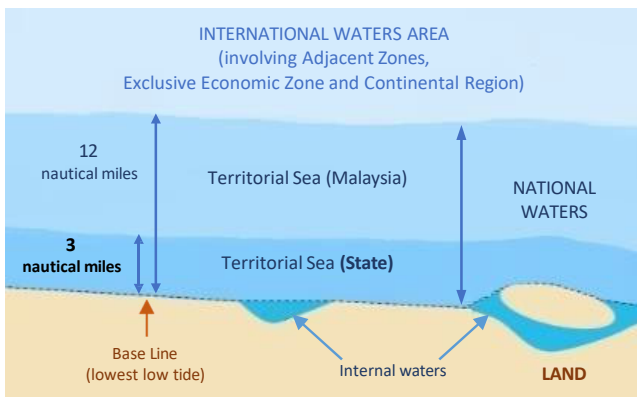 INTERNATIONAL WATERS AREA
(involving Adjacent Zones,
Exclusive Economic Zone and Continental Region)
12
nautical miles
Territorial Sea (Malaysia)
NATIONAL
WATERS
3
nautical miles
Territorial Sea (State)
Base Line
(lowest low tide)
Internal waters
LAND